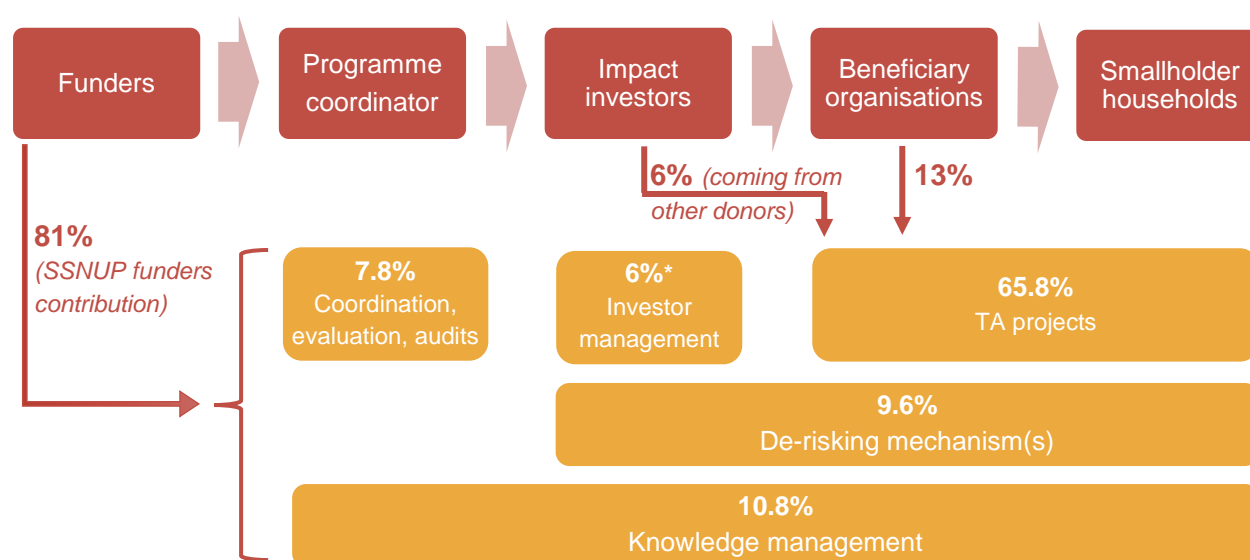 Funders
Programme
coordinator
Impact
investors
Beneficiary
organisations
Smallholder
households
6% (coming from
other donors)
13%
81%
(SSNUP funders
contribution)
7.8%
Coordination,
evaluation, audits
6%*
Investor
management
65.8%
TA projects
9.6%
De-risking mechanism(s)
10.8%
Knowledge management